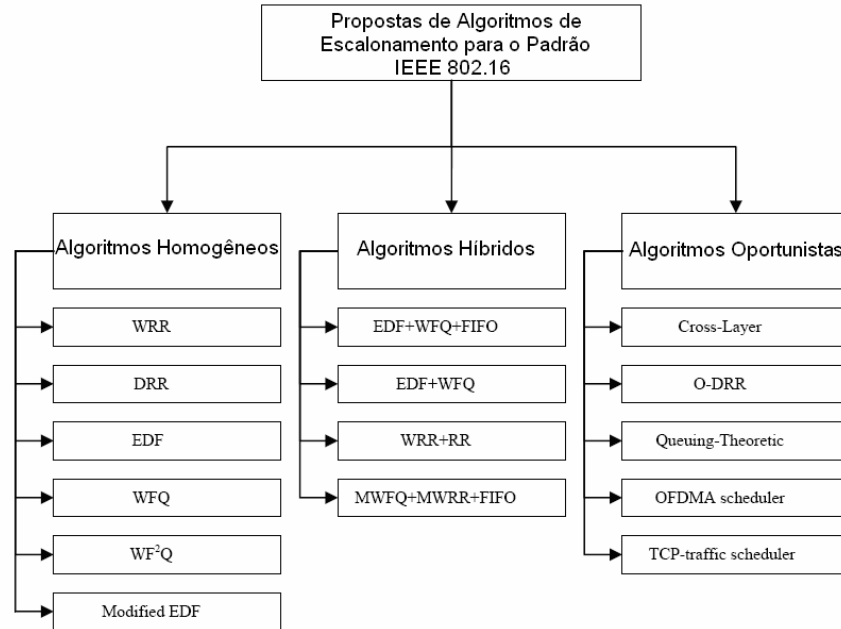 Propostas de Algoritmos de
Escalonamento para o Padrão
IEEE 802.16
Algoritmos Homogêneos
WRR
DRR
EDF
WFQ
WF²Q
Modified EDF
Algoritmos Híbridos
EDF+WFQ+FIFO
EDF+WFQ
WRR+RR
MWFQ+MWRR+FIFO
Algoritmos Oportunistas
Cross-Layer
O-DRR
Queuing-Theoretic
OFDMA scheduler
TCP-traffic scheduler